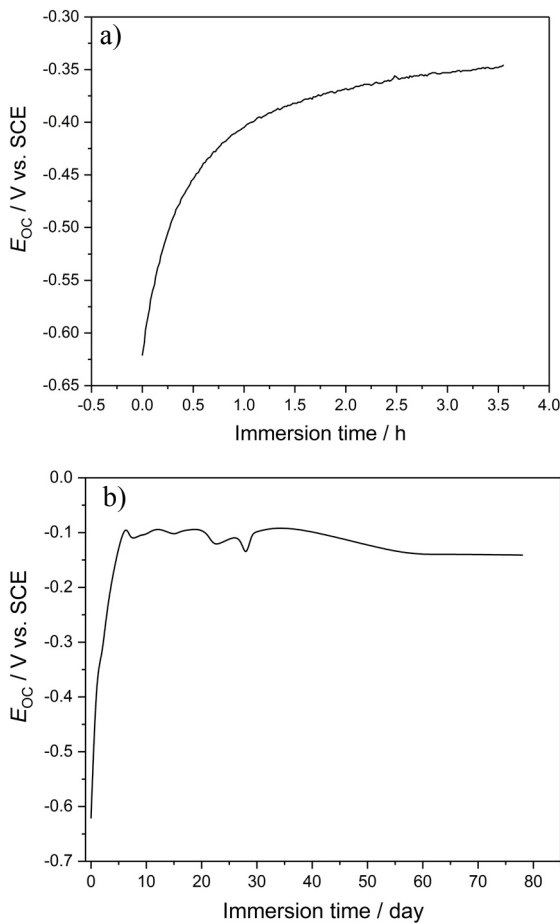 a)
-0.30
-0.35
-0.40
-0.45
-0.50
-0.55
-0.60
-0.65
E_OC / V vs. SCE
-0.5 0.0 0.5 1.0 1.5 2.0 2.5 3.0 3.5 4.0
Immersion time / h
b)
0.0
-0.1
-0.2
-0.3
-0.4
-0.5
-0.6
-0.7
E_OC / V vs. SCE
0 10 20 30 40 50 60 70 80
Immersion time / day